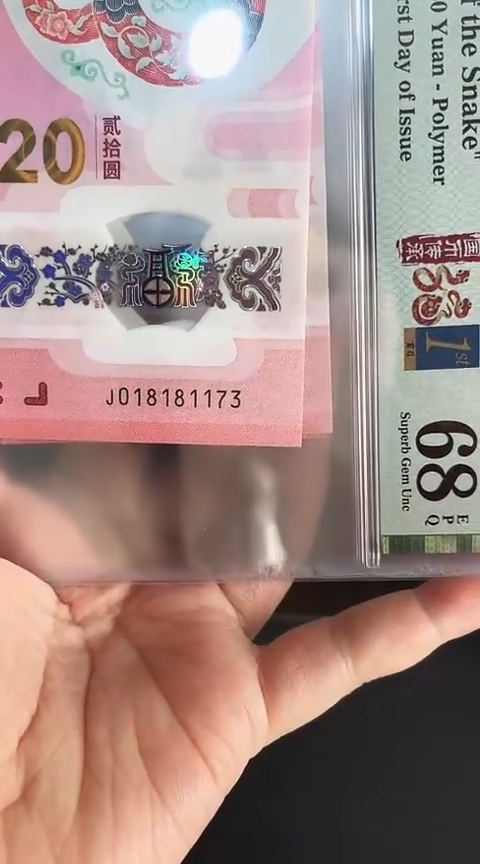 20
贰拾圆
J018181173
f the Snake"
0 Yuan - Polymer
rst Day of Issue
1st
68
EPQ
Superb Gem Unc